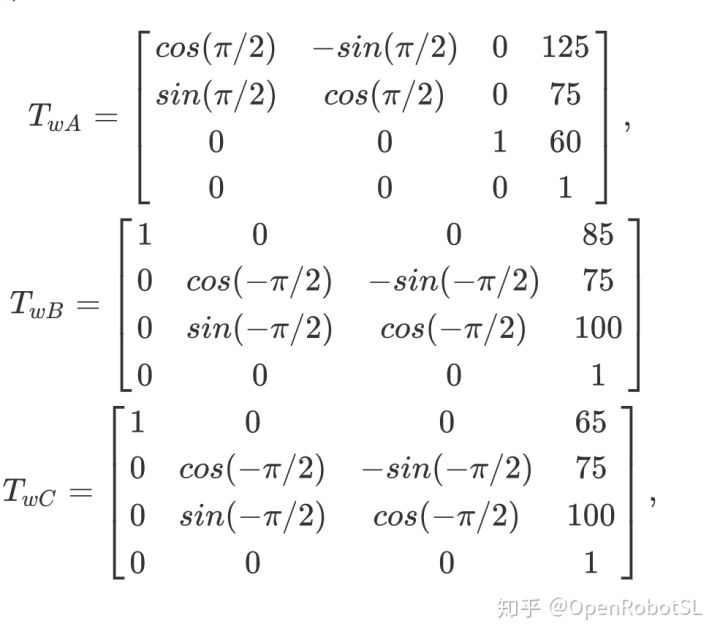 cos(π/2) −sin(π/2) 0 125
sin(π/2) cos(π/2) 0 75
T_{wA} =
,
0 0 1 60
0 0 0 1
1 0 0 85
0 cos(−π/2) −sin(−π/2) 75
T_{wB} =
0 sin(−π/2) cos(−π/2) 100
0 0 0 1
1 0 0 65
0 cos(−π/2) −sin(−π/2) 75
T_{wC} =
,
0 sin(−π/2) cos(−π/2) 100
0 0 0 1
知乎 @OpenRobotSL